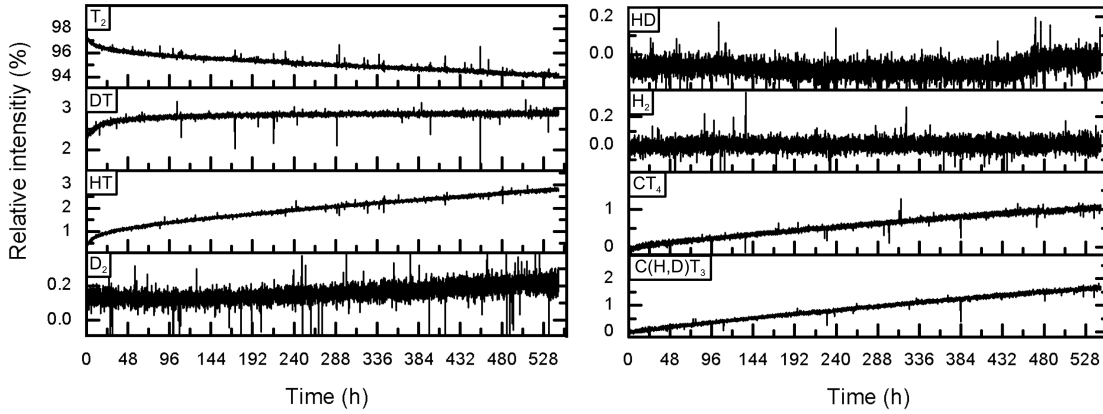 Relative intensitiy (%)
T₂
98
96
94
DT
3
2
HT
3
2
1
D₂
0.2
0.0
0 48 96 144 192 240 288 336 384 432 480 528
Time (h)
HD
0.2
0.0
H₂
0.2
0.0
CT₄
1
0
C(H,D)T₃
2
1
0
0 48 96 144 192 240 288 336 384 432 480 528
Time (h)